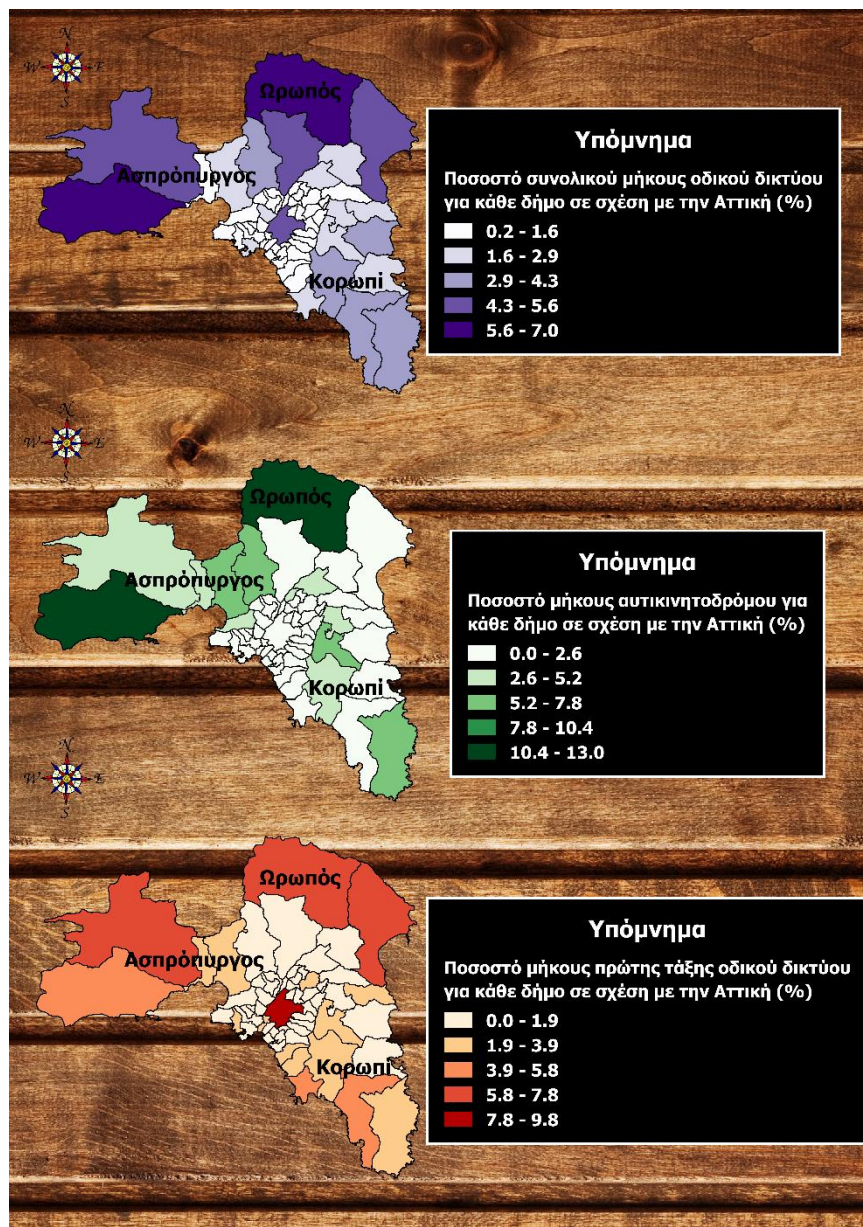 N
W E
S
Ωρωπός
Ασπρόπυργος
Κορωπί
Υπόμνημα
Ποσοστό συνολικού μήκους οδικού δικτύου
για κάθε δήμο σε σχέση με την Αττική (%)
0.2 - 1.6
1.6 - 2.9
2.9 - 4.3
4.3 - 5.6
5.6 - 7.0
N
W E
S
Ωρωπός
Ασπρόπυργος
Κορωπί
Υπόμνημα
Ποσοστό μήκους αυτικινητοδρόμου για
κάθε δήμο σε σχέση με την Αττική (%)
0.0 - 2.6
2.6 - 5.2
5.2 - 7.8
7.8 - 10.4
10.4 - 13.0
N
W E
S
Ωρωπός
Ασπρόπυργος
Κορωπί
Υπόμνημα
Ποσοστό μήκους πρώτης τάξης οδικού δικτύου
για κάθε δήμο σε σχέση με την Αττική (%)
0.0 - 1.9
1.9 - 3.9
3.9 - 5.8
5.8 - 7.8
7.8 - 9.8